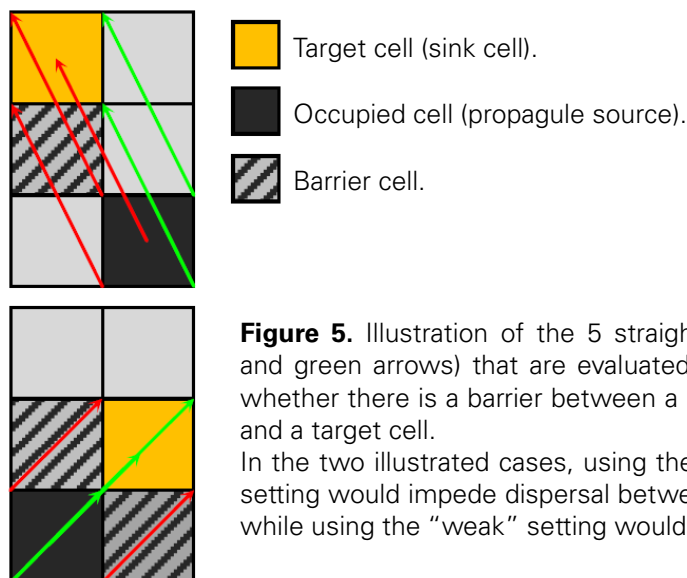 Target cell (sink cell).
Occupied cell (propagule source).
Barrier cell.
Figure 5. Illustration of the 5 straigh
and green arrows) that are evaluated
whether there is a barrier between a
and a target cell.
In the two illustrated cases, using the
setting would impede dispersal betwe
while using the “weak” setting would